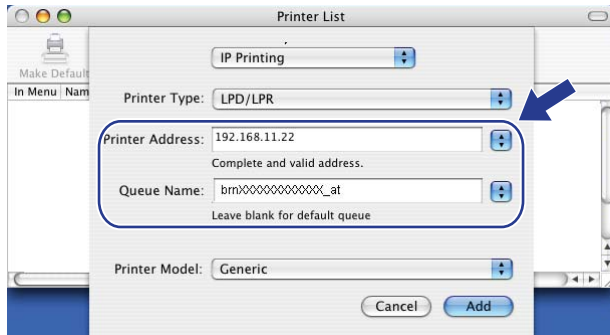 Printer List
IP Printing
Make Default
In Menu Nam
Printer Type: LPD/LPR
Printer Address: 192.168.11.22
Complete and valid address.
Queue Name: brnXXXXXXXXXXXX_at
Leave blank for default queue
Printer Model: Generic
Cancel Add